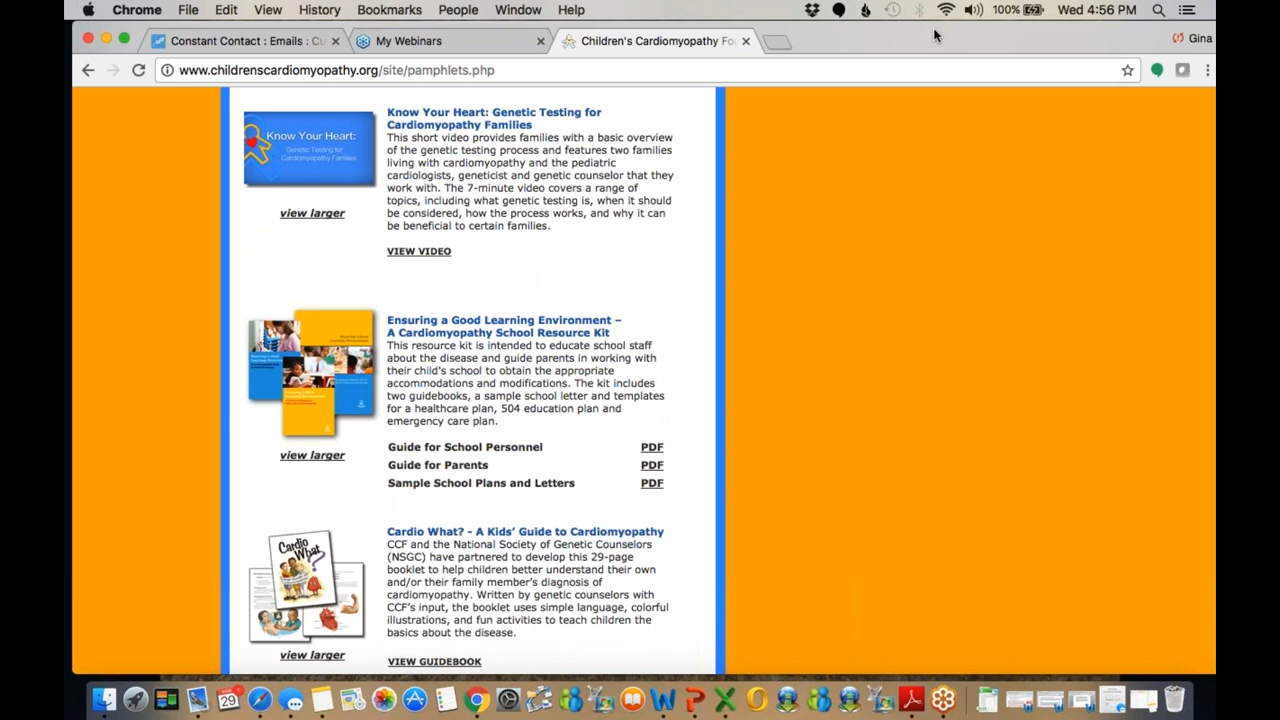 Chrome File Edit View History Bookmarks People Window Help 100% Wed 4:56 PM
Constant Contact : Emails : Cu
My Webinars
Children's Cardiomyopathy Fo
Gina
www.childrenscardiomyopathy.org/site/pamphlets.php
Know Your Heart:
Genetic Testing for
Cardiomyopathy Families
view larger
Know Your Heart: Genetic Testing for
Cardiomyopathy Families
This short video provides families with a basic overview
of the genetic testing process and features two families
living with cardiomyopathy and the pediatric
cardiologists, geneticist and genetic counselor that they
work with. The 7-minute video covers a range of
topics, including what genetic testing is, when it should
be considered, how the process works, and why it can
be beneficial to certain families.
VIEW VIDEO
view larger
Ensuring a Good Learning Environment –
A Cardiomyopathy School Resource Kit
This resource kit is intended to educate school staff
about the disease and guide parents in working with
their child's school to obtain the appropriate
accommodations and modifications. The kit includes
two guidebooks, a sample school letter and templates
for a healthcare plan, 504 education plan and
emergency care plan.
Guide for School Personnel PDF
Guide for Parents PDF
Sample School Plans and Letters PDF
Cardio
What?
view larger
Cardio What? - A Kids' Guide to Cardiomyopathy
CCF and the National Society of Genetic Counselors
(NSGC) have partnered to develop this 29-page
booklet to help children better understand their own
and/or their family member's diagnosis of
cardiomyopathy. Written by genetic counselors with
CCF's input, the booklet uses simple language, colorful
illustrations, and fun activities to teach children the
basics about the disease.
VIEW GUIDEBOOK
29